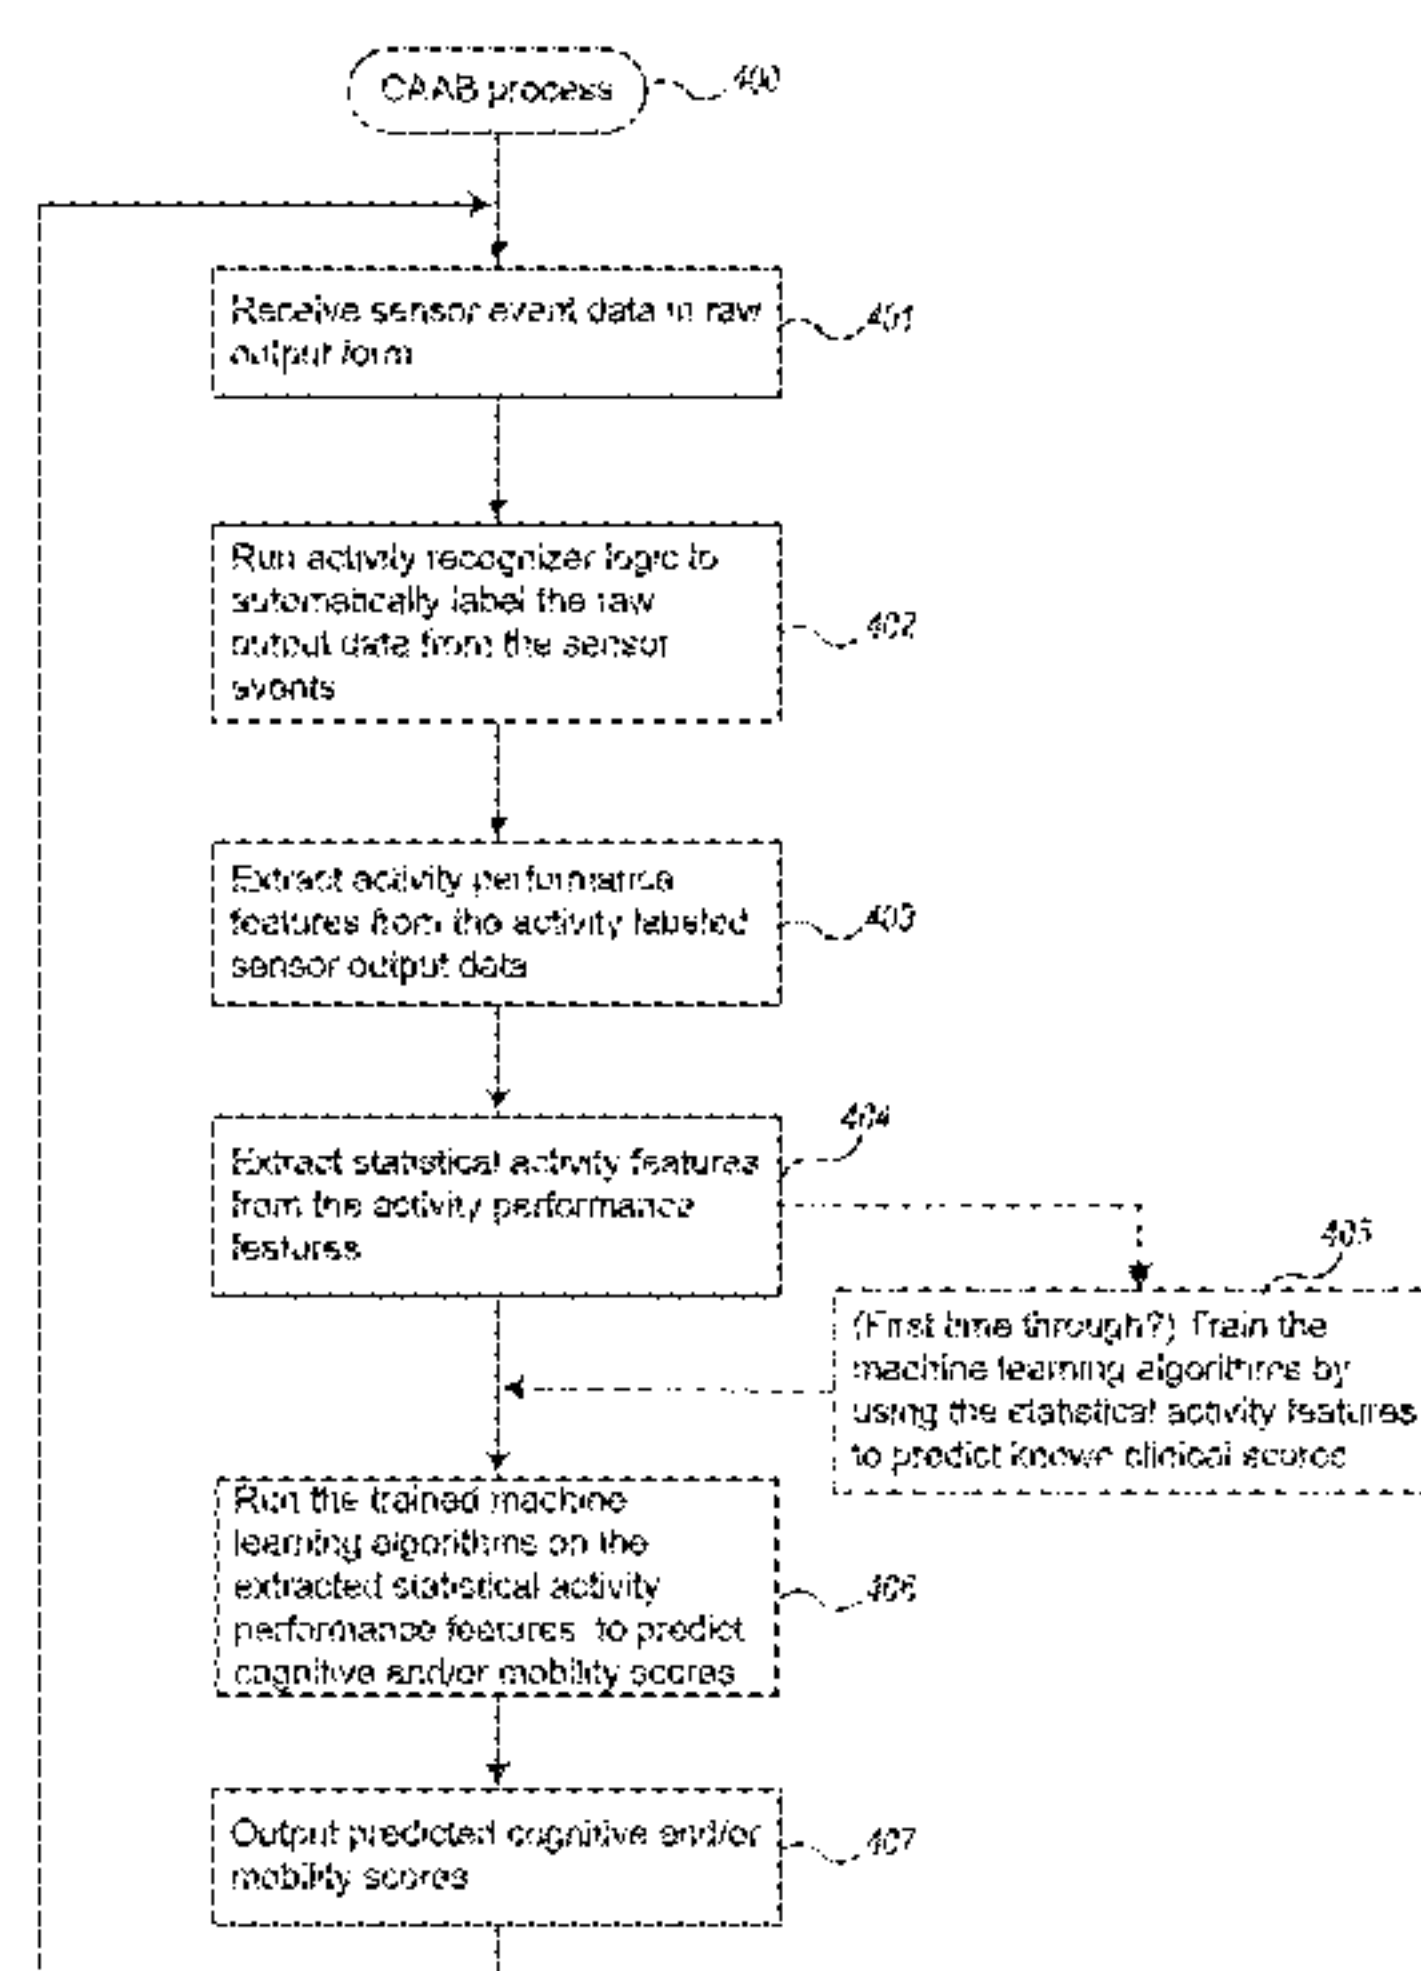 CAAB process
400
Receive sensor event data in raw
output form
401
Run activity recognizer logic to
automatically label the raw
output data from the sensor
events
402
Extract activity performance
features from the activity labeled
sensor output data
403
Extract statistical activity features
from the activity performance
features
404
405
(First time through?) Train the
machine learning algorithms by
using the statistical activity features
to predict known clinical scores
Run the trained machine
learning algorithms on the
extracted statistical activity
performance features to predict
cognitive and/or mobility scores
406
Output predicted cognitive and/or
mobility scores
407